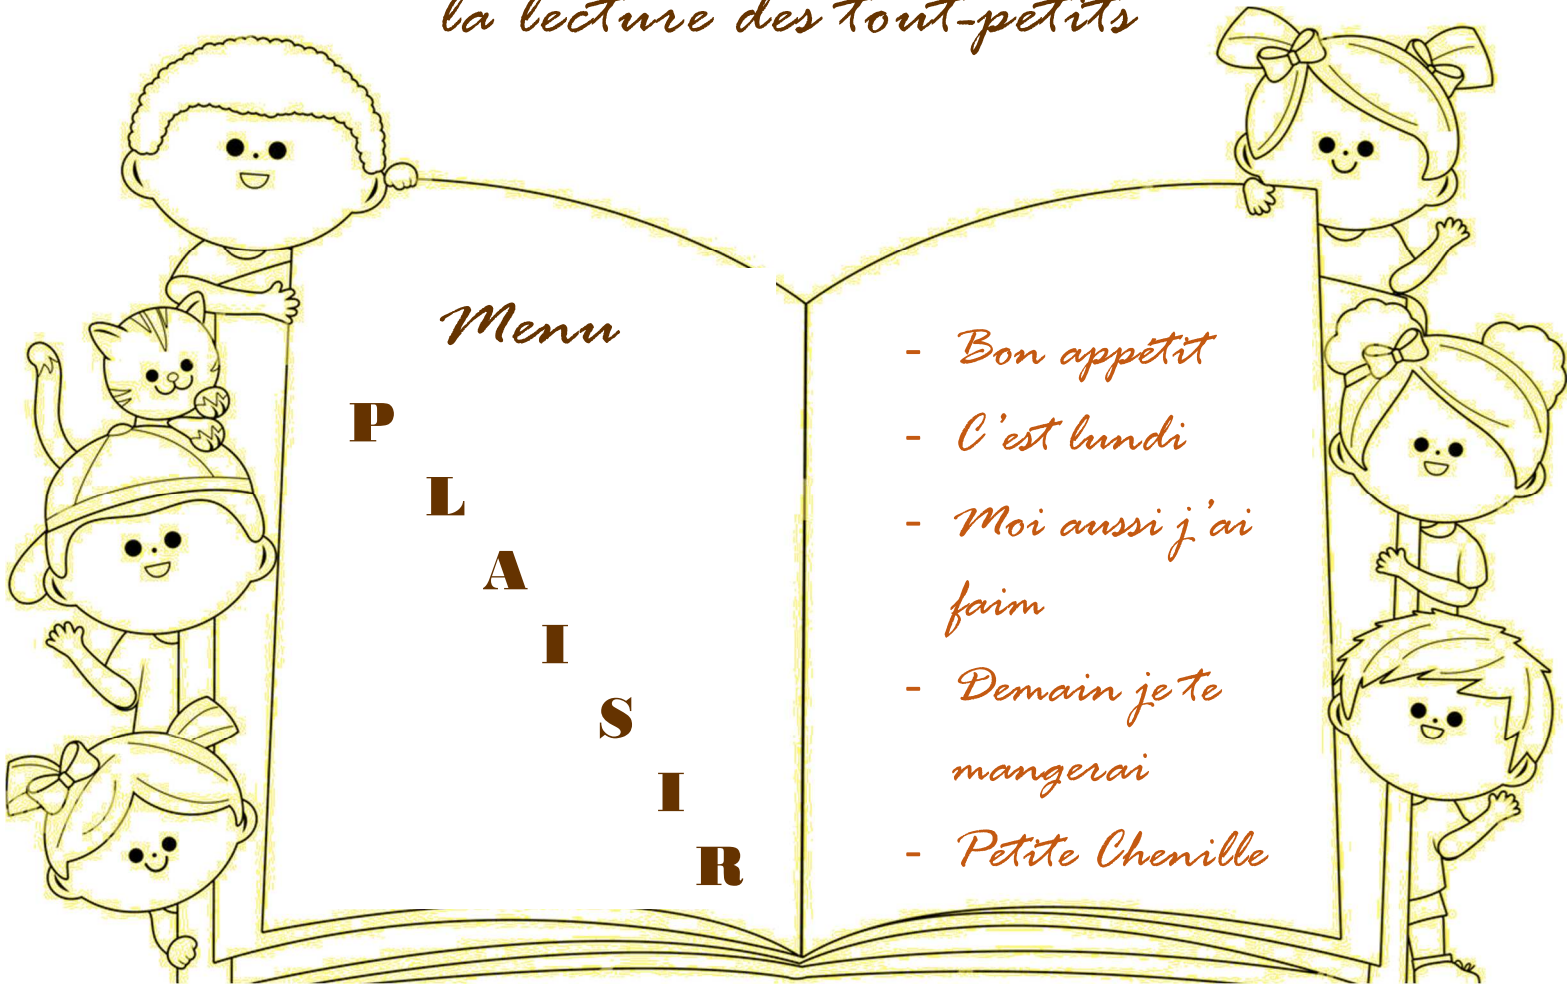 la lecture des tout-petits
Menu
P
L
A
I
S
I
R
- Bon appétit
- C'est lundi
- Moi aussi j'ai
faim
- Demain je te
mangerai
- Petite Chenille